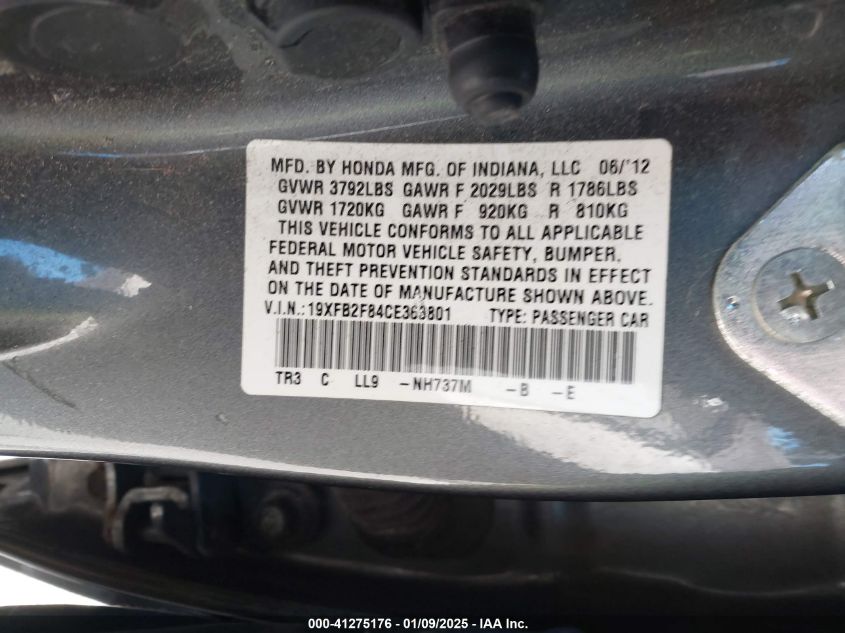 MFD. BY HONDA MFG. OF INDIANA, LLC 06/'12
GVWR 3792LBS GAWR F 2029LBS R 1786LBS
GVWR 1720KG GAWR F 920KG R 810KG
THIS VEHICLE CONFORMS TO ALL APPLICABLE
FEDERAL MOTOR VEHICLE SAFETY, BUMPER,
AND THEFT PREVENTION STANDARDS IN EFFECT
ON THE DATE OF MANUFACTURE SHOWN ABOVE.
V.I.N.: 19XFB2F84CE363801 TYPE: PASSENGER CAR
TR3 C LL9 -NH737M -B -E
000-41275176 - 01/09/2025 - IAA Inc.